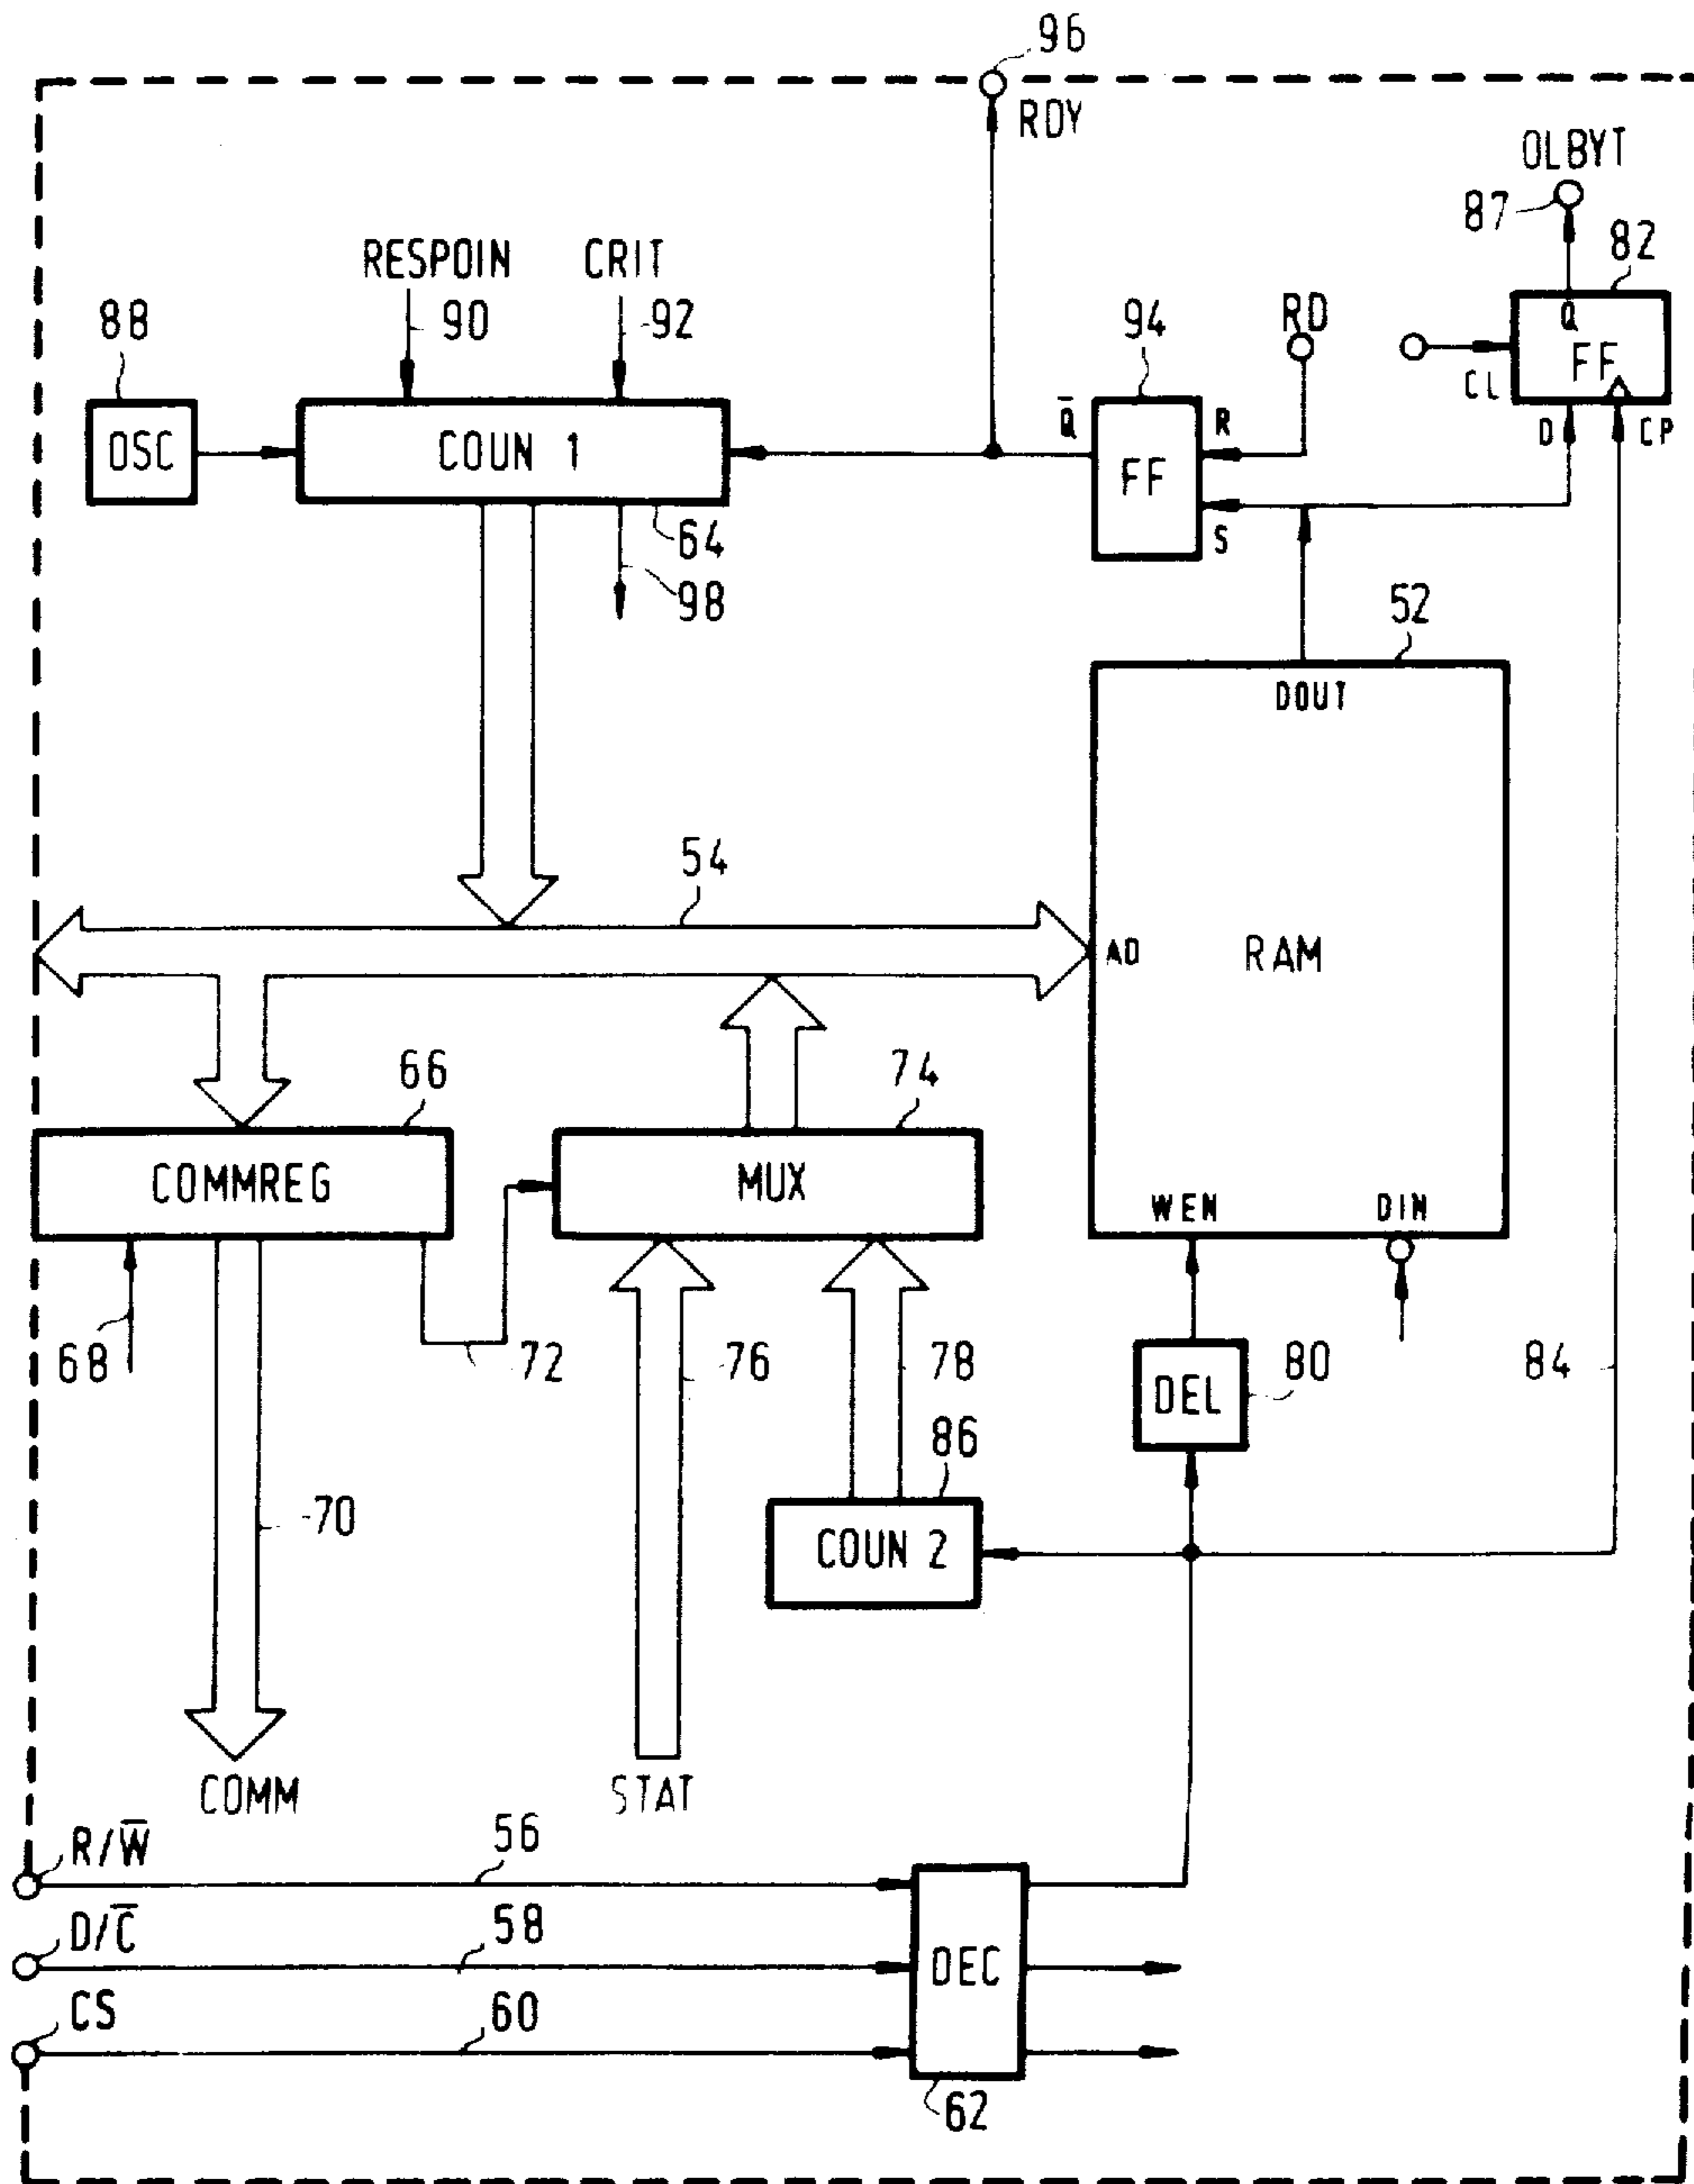 96
RDY
OLBYT
87
82
Q
FF
CL
D
CP
RESPOIN
CRIT
90
92
88
OSC
COUN 1
94
RD
Q̅
R
FF
S
64
98
52
DOUT
54
AD
RAM
66
74
COMMREG
MUX
WEN
DIN
68
72
76
78
80
84
DEL
86
70
COUN 2
COMM
STAT
R/W̅
56
D/C̅
58
DEC
CS
60
62